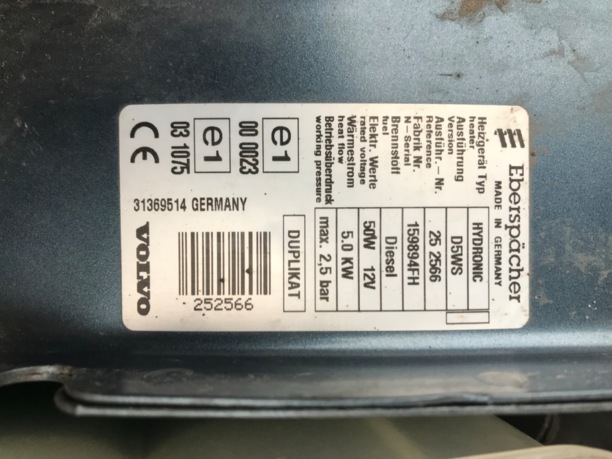 Eberspächer
MADE IN GERMANY
Heizgerät Typ HYDRONIC
heater
Ausführung D5WS
Version
Ausführ. - Nr. 25 2566
Reference
Fabrik Nr. 159894FH
N - Serial
Brennstoff Diesel
fuel
Elektr. Werte 50W 12V
rated voltage
Wärmestrom 5.0 KW
heat flow
Betriebsüberdruck max. 2,5 bar
working pressure
e1
00 0023
DUPLIKAT
e1
03 1075
252566
CE
31369514 GERMANY
VOLVO